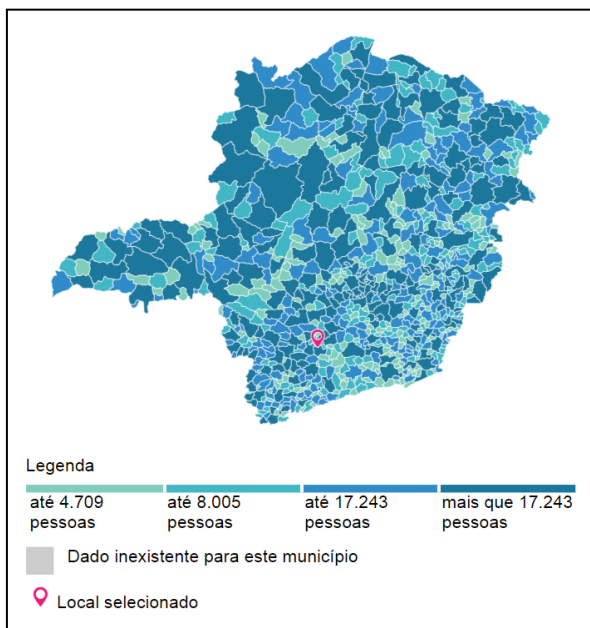 Legenda
até 4.709 pessoas
até 8.005 pessoas
até 17.243 pessoas
mais que 17.243 pessoas
Dado inexistente para este município
Local selecionado